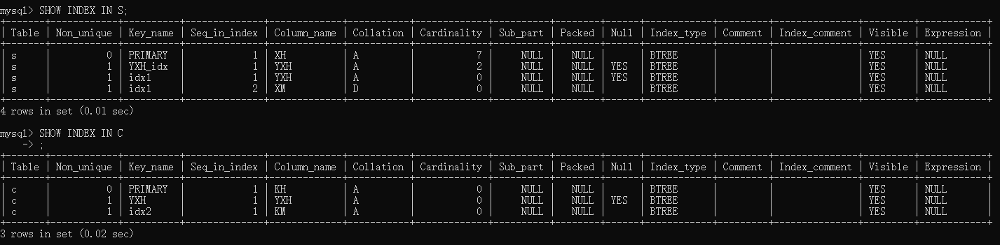 mysql> SHOW INDEX IN S;
+-------+------------+----------+--------------+-------------+-----------+-------------+----------+--------+------+------------+---------+---------------+---------+------------+
| Table | Non_unique | Key_name | Seq_in_index | Column_name | Collation | Cardinality | Sub_part | Packed | Null | Index_type | Comment | Index_comment | Visible | Expression |
+-------+------------+----------+--------------+-------------+-----------+-------------+----------+--------+------+------------+---------+---------------+---------+------------+
| s     |          0 | PRIMARY  |            1 | XH          | A         |           7 |     NULL |   NULL |      | BTREE      |         |               | YES     | NULL       |
| s     |          1 | YXH_idx  |            1 | YXH         | A         |           2 |     NULL |   NULL | YES  | BTREE      |         |               | YES     | NULL       |
| s     |          1 | idx1     |            1 | YXH         | A         |           0 |     NULL |   NULL | YES  | BTREE      |         |               | YES     | NULL       |
| s     |          1 | idx1     |            2 | XM          | D         |           0 |     NULL |   NULL |      | BTREE      |         |               | YES     | NULL       |
+-------+------------+----------+--------------+-------------+-----------+-------------+----------+--------+------+------------+---------+---------------+---------+------------+
4 rows in set (0.01 sec)
mysql> SHOW INDEX IN C
    -> ;
+-------+------------+----------+--------------+-------------+-----------+-------------+----------+--------+------+------------+---------+---------------+---------+------------+
| Table | Non_unique | Key_name | Seq_in_index | Column_name | Collation | Cardinality | Sub_part | Packed | Null | Index_type | Comment | Index_comment | Visible | Expression |
+-------+------------+----------+--------------+-------------+-----------+-------------+----------+--------+------+------------+---------+---------------+---------+------------+
| c     |          0 | PRIMARY  |            1 | KH          | A         |           0 |     NULL |   NULL |      | BTREE      |         |               | YES     | NULL       |
| c     |          1 | YXH      |            1 | YXH         | A         |           0 |     NULL |   NULL | YES  | BTREE      |         |               | YES     | NULL       |
| c     |          1 | idx2     |            1 | KM          | A         |           0 |     NULL |   NULL |      | BTREE      |         |               | YES     | NULL       |
+-------+------------+----------+--------------+-------------+-----------+-------------+----------+--------+------+------------+---------+---------------+---------+------------+
3 rows in set (0.02 sec)